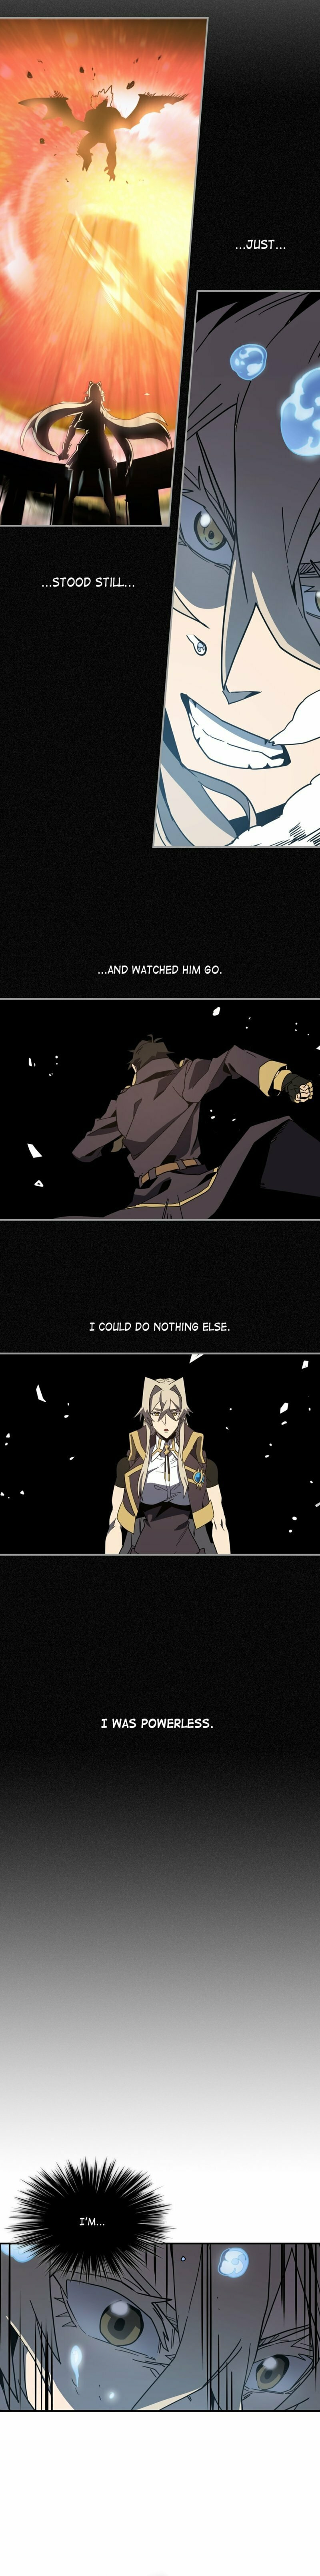 ...JUST...
...STOOD STILL...
...AND WATCHED HIM GO.
I COULD DO NOTHING ELSE.
I WAS POWERLESS.
I'M...